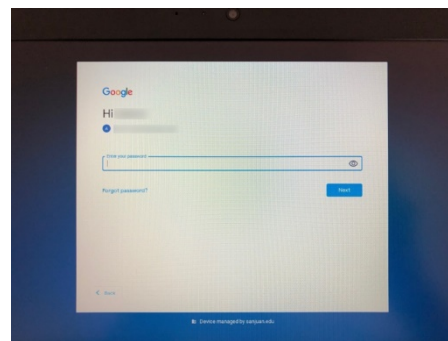 Google
Hi
Enter your password
Forgot password?
Next
Back
Device managed by sanjuan.edu